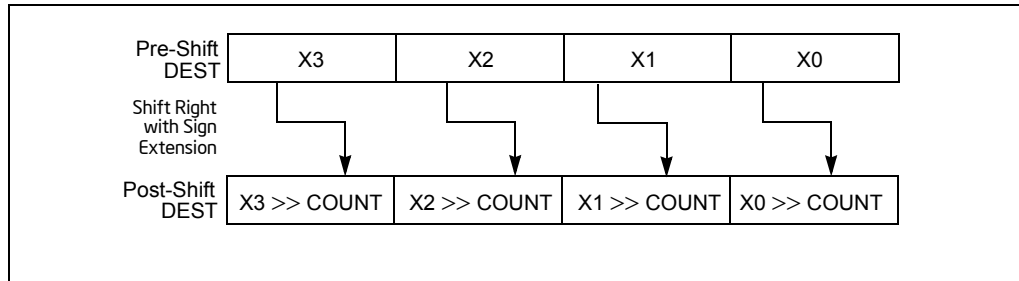 Pre-Shift
DEST
X3 X2 X1 X0
Shift Right
with Sign
Extension
Post-Shift
DEST
X3 >> COUNT X2 >> COUNT X1 >> COUNT X0 >> COUNT